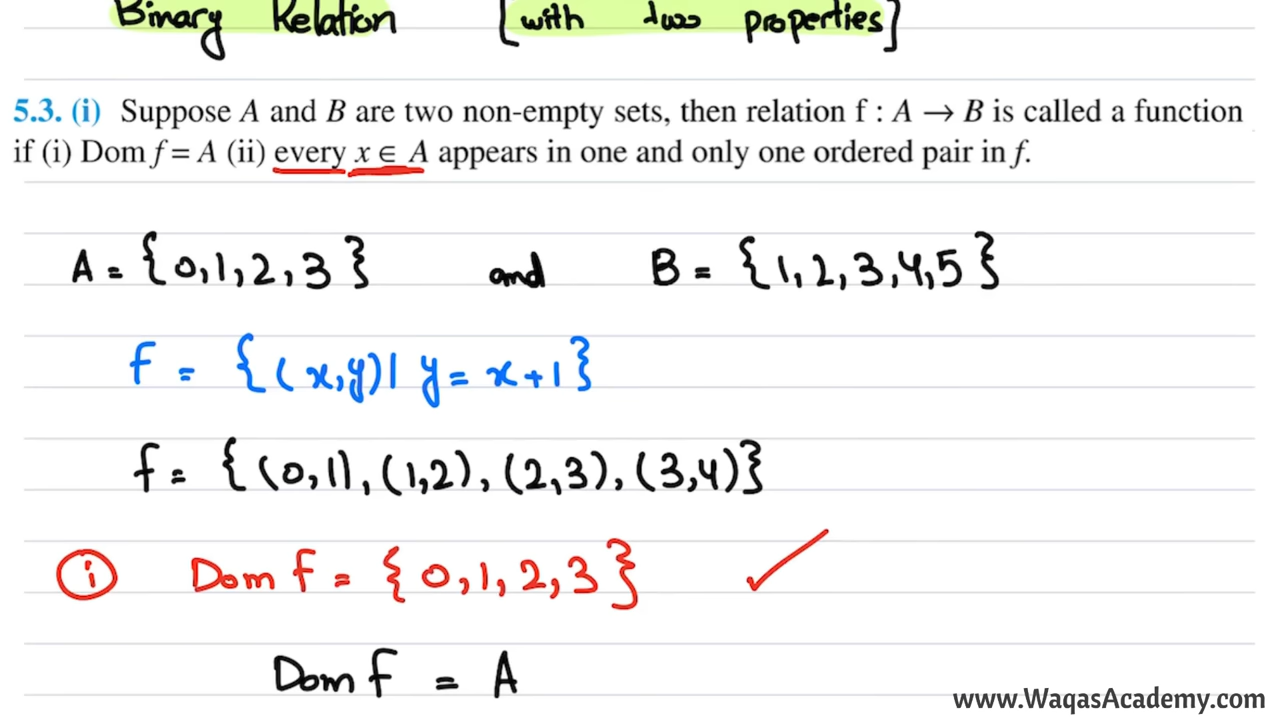 Binary Relation [with two properties]
5.3. (i) Suppose A and B are two non-empty sets, then relation f : A → B is called a function
if (i) Dom f = A (ii) every x ∈ A appears in one and only one ordered pair in f.
A = {0,1,2,3} and B = {1,2,3,4,5}
f = {(x,y)| y = x+1}
f = {(0,1), (1,2), (2,3), (3,4)}
(i) Dom f = {0,1,2,3} ✓
Dom f = A
www.WaqasAcademy.com